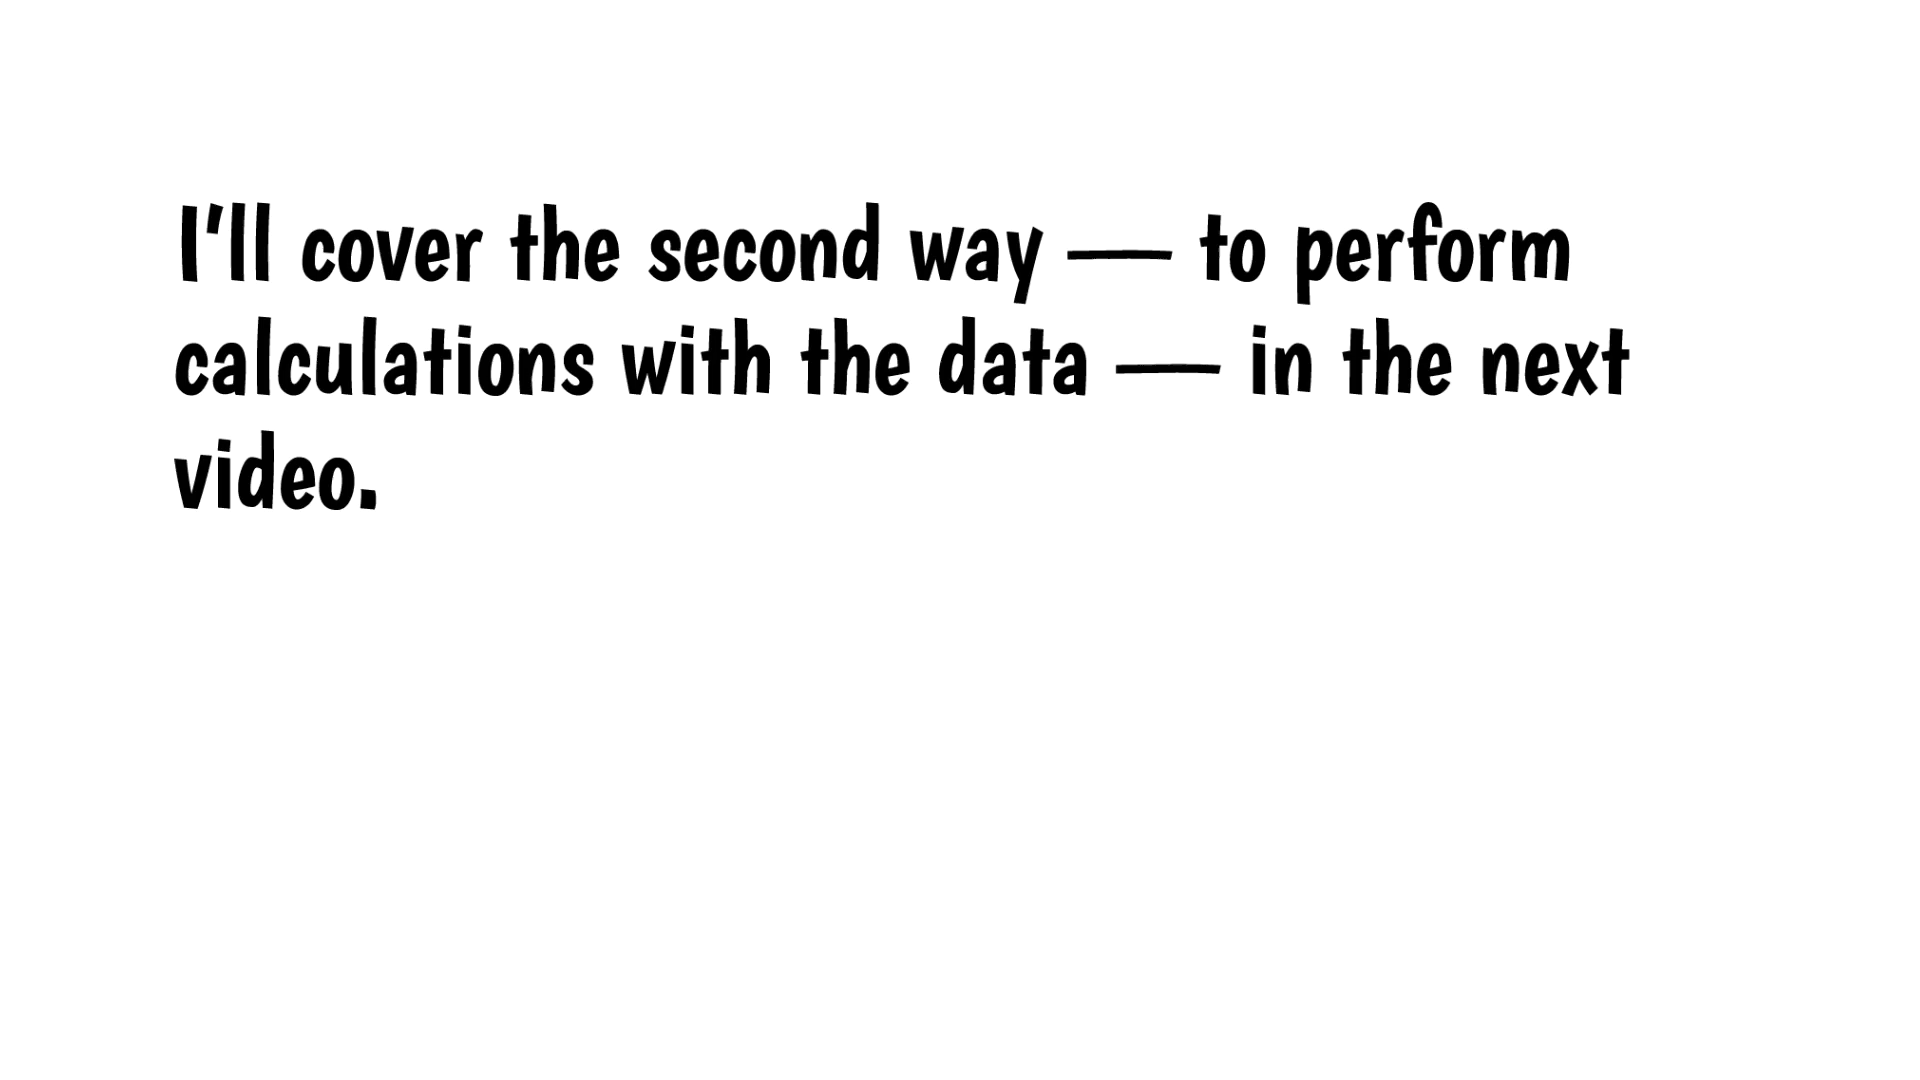 I’ll cover the second way — to perform
calculations with the data — in the next
video.